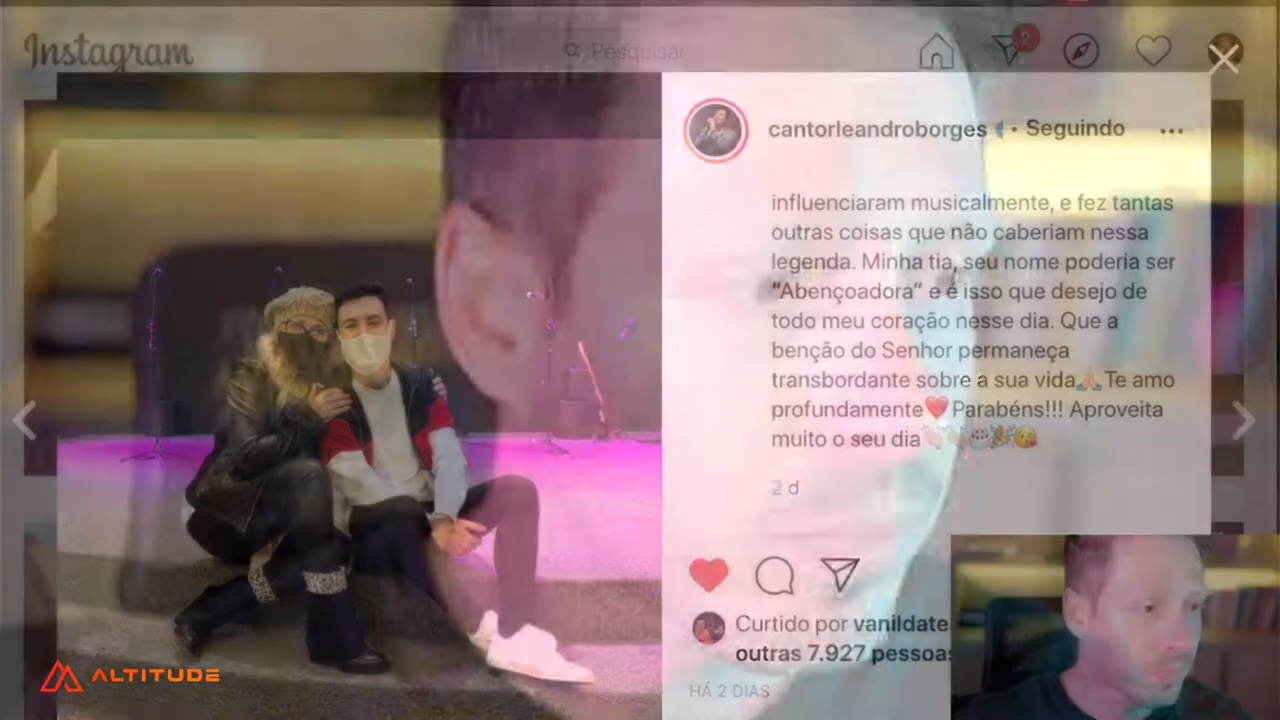 Instagram
Pesquisar
2
cantorleandroborges • Seguindo
influenciaram musicalmente, e fez tantas
outras coisas que não caberiam nessa
legenda. Minha tia, seu nome poderia ser
“Abençoadora” e é isso que desejo de
todo meu coração nesse dia. Que a
benção do Senhor permaneça
transbordante sobre a sua vida🙏Te amo
profundamente❤️Parabéns!!! Aproveita
muito o seu dia
2 d
Curtido por vanildate
outras 7.927 pessoas
HÁ 2 DIAS
ALTITUDE